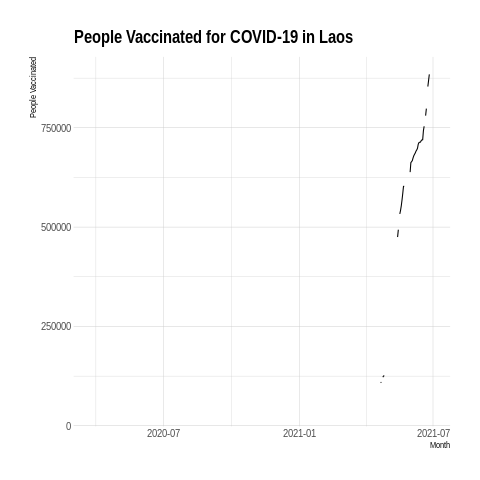 People Vaccinated for COVID-19 in Laos
People Vaccinated
750000
500000
250000
0
2020-07
2021-01
2021-07
Month